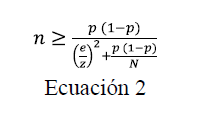 n ≥ p (1−p) / ((e/z)² + p (1−p)/N)
Ecuación 2